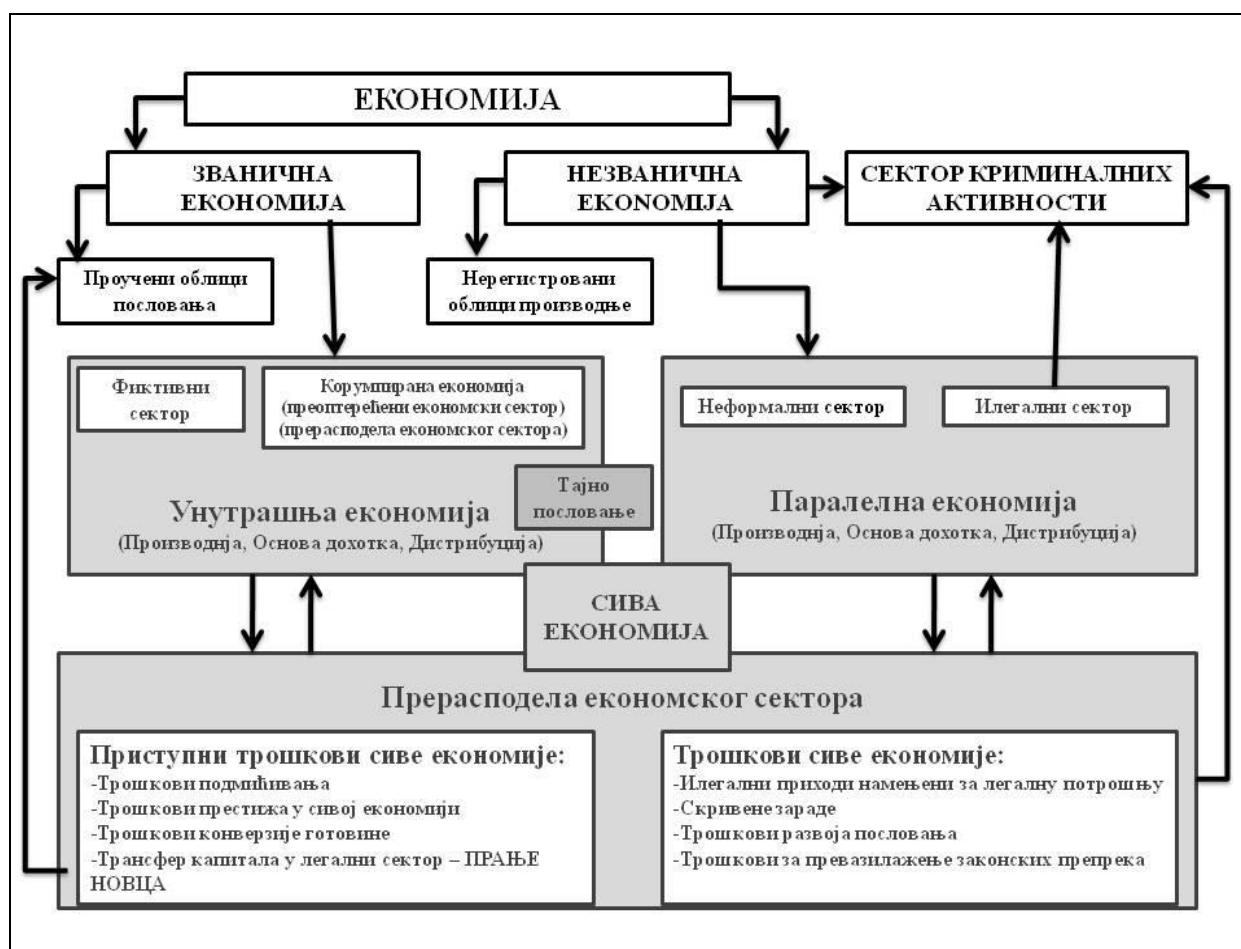 ЕКОНОМИЈА
ЗВАНИЧНА
ЕКОНОМИЈА
НЕЗВАНИЧНА
EKONOMIJA
СЕКТОР КРИМИНАЛНИХ
АКТИВНОСТИ
Проучени облици
пословања
Нерегистровани
облици производње
Фиктивни
сектор
Корумпирана економија
(преоптерећени економски сектор)
(прерасподела економског сектора)
Неформални сектор
Илегални сектор
Тајно
пословање
Унутрашња економија
(Производнја, Основа дохотка, Дистрибуција)
Паралелна економија
(Производнја, Основа дохотка, Дистрибуција)
СИВА
ЕКОНОМИЈА
Прерасподела економског сектора
Приступни трошкови сиве економије:
-Трошкови подмићивања
-Трошкови престижа у сивој економији
-Трошкови конверзије готовине
-Трансфер капитала у легални сектор – ПРАЊЕ
НОВЦА
Трошкови сиве економије:
-Илегални приходи намењени за легалну потрошњу
-Скривене зараде
-Трошкови развоја пословања
-Трошкови за превазилажење законских препрека